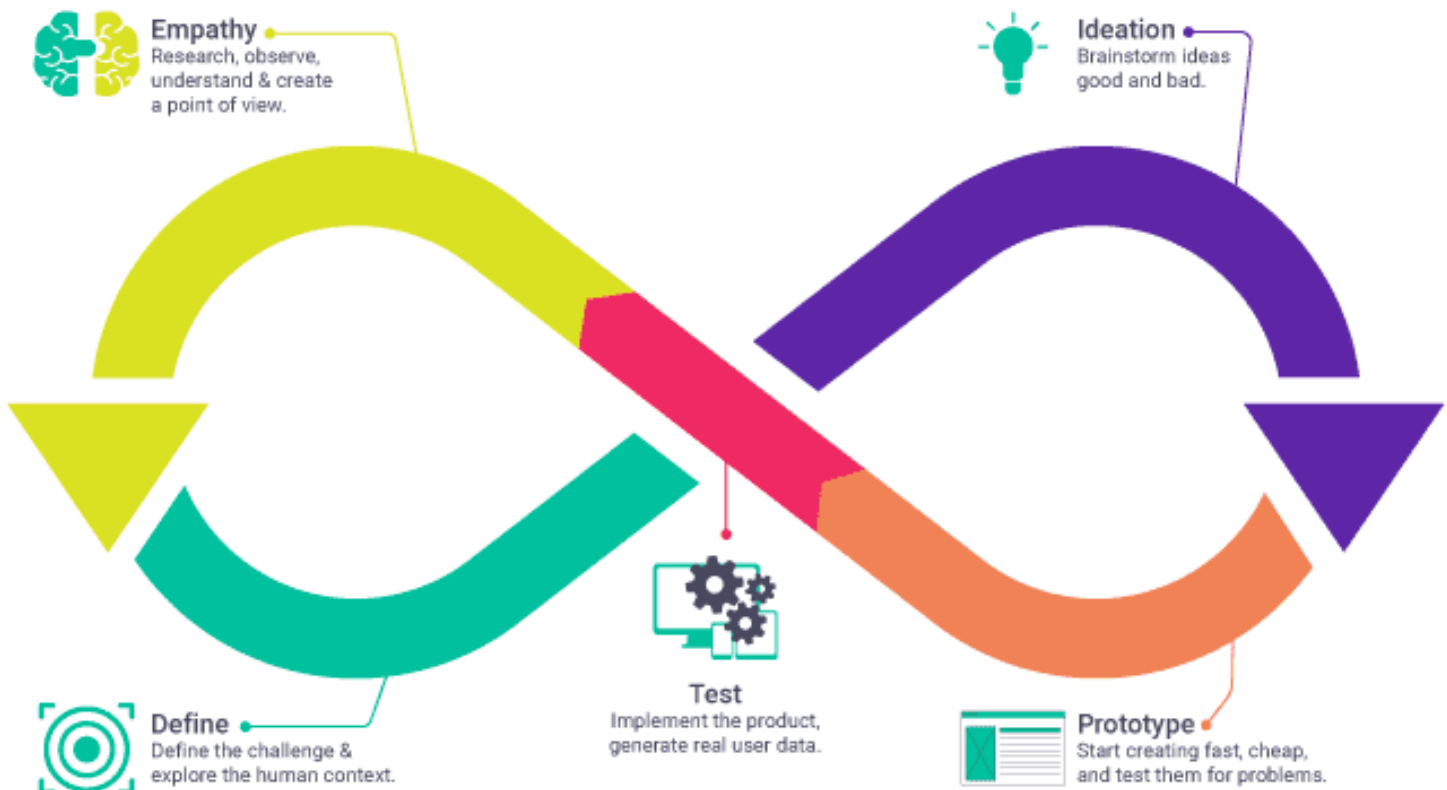 Empathy
Research, observe,
understand & create
a point of view.
Ideation
Brainstorm ideas
good and bad.
Define
Define the challenge &
explore the human context.
Test
Implement the product,
generate real user data.
Prototype
Start creating fast, cheap,
and test them for problems.